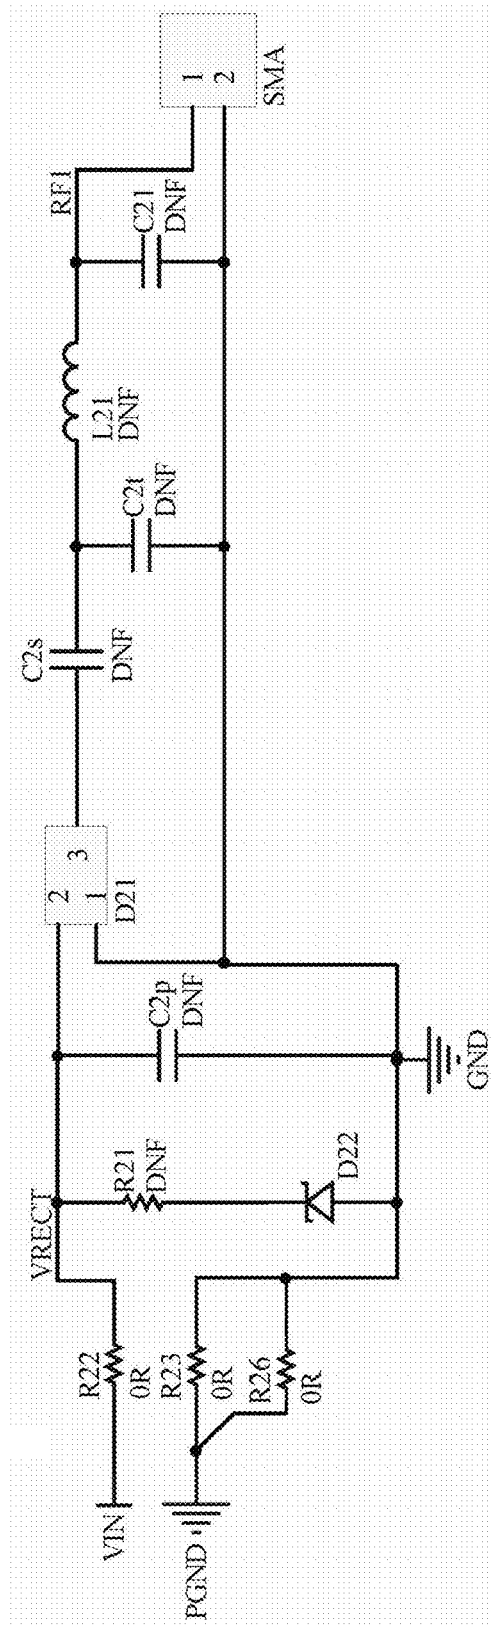 1
2
SMA
RF1
C21
DNF
L21
DNF
C2t
DNF
C2s
DNF
3
2
1
D21
C2p
DNF
GND
R21
DNF
D22
VRECT
R22
0R
R23
0R
R26
0R
VIN
PGND